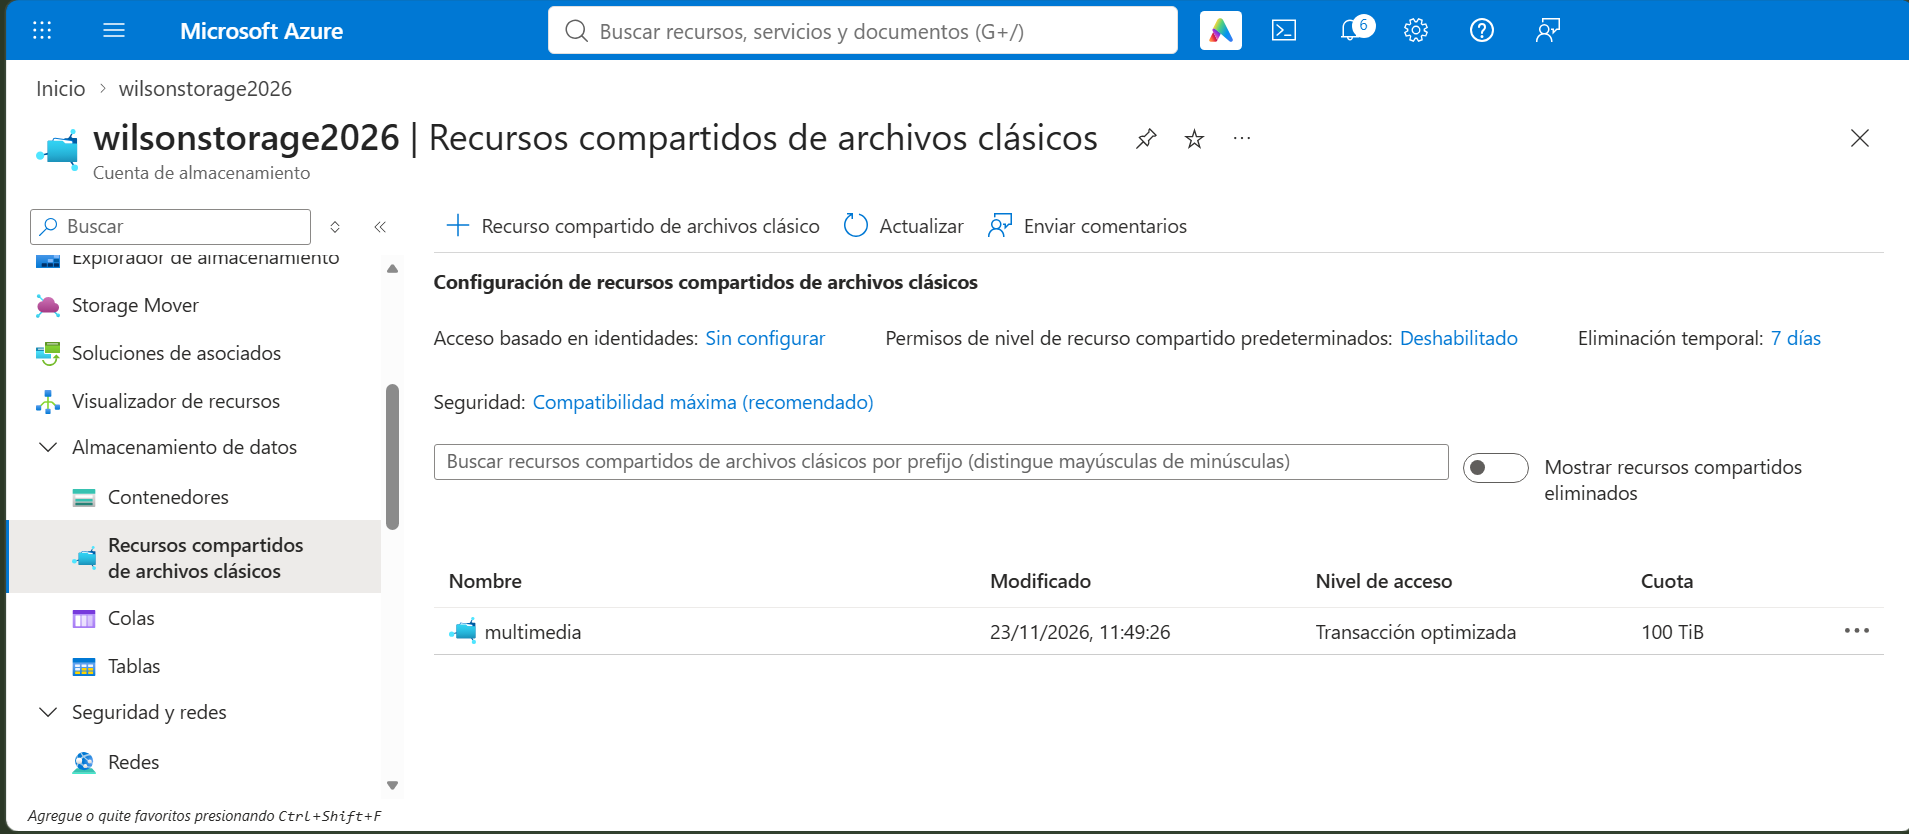 Microsoft Azure
Buscar recursos, servicios y documentos (G+/)
6
Inicio > wilsonstorage2026
wilsonstorage2026 | Recursos compartidos de archivos clásicos
Cuenta de almacenamiento
Buscar
Explorador de almacenamiento
Storage Mover
Soluciones de asociados
Visualizador de recursos
Almacenamiento de datos
Contenedores
Recursos compartidos
de archivos clásicos
Colas
Tablas
Seguridad y redes
Redes
Agregue o quite favoritos presionando Ctrl+Shift+F
Recurso compartido de archivos clásico
Actualizar
Enviar comentarios
Configuración de recursos compartidos de archivos clásicos
Acceso basado en identidades: Sin configurar
Permisos de nivel de recurso compartido predeterminados: Deshabilitado
Eliminación temporal: 7 días
Seguridad: Compatibilidad máxima (recomendado)
Buscar recursos compartidos de archivos clásicos por prefijo (distingue mayúsculas de minúsculas)
Mostrar recursos compartidos
eliminados
Nombre Modificado Nivel de acceso Cuota
multimedia 23/11/2026, 11:49:26 Transacción optimizada 100 TiB